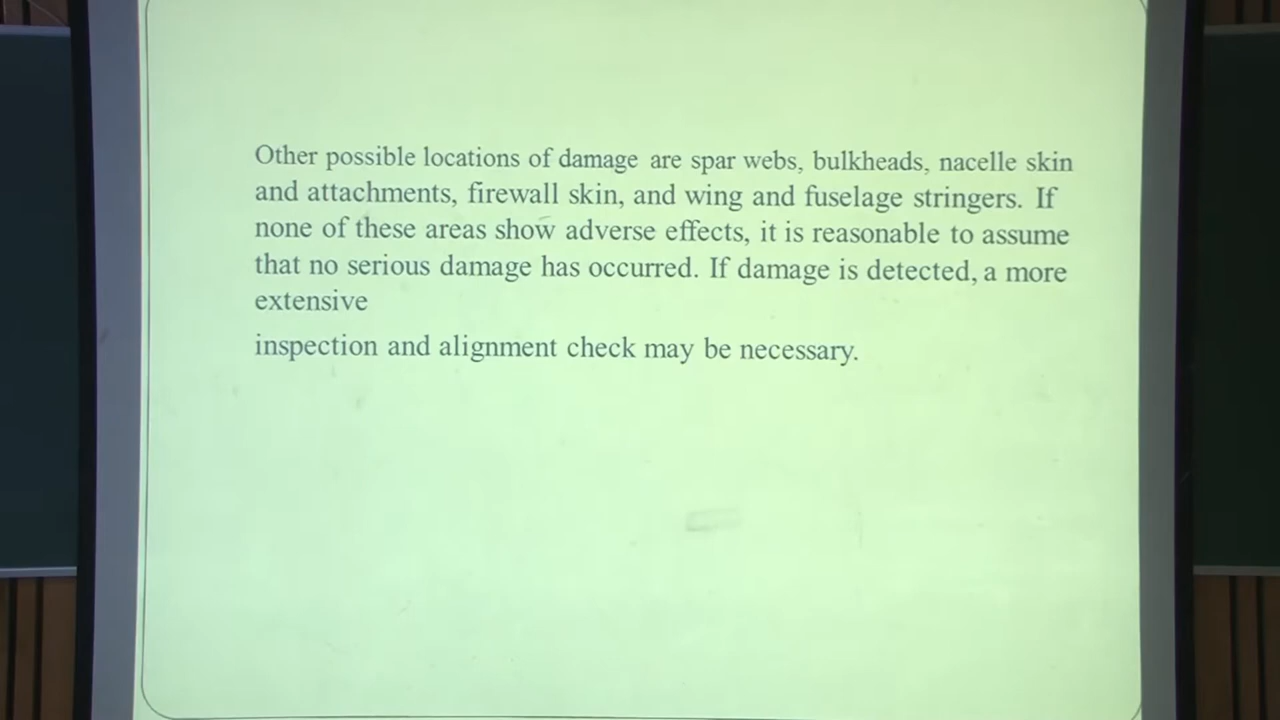 Other possible locations of damage are spar webs, bulkheads, nacelle skin
and attachments, firewall skin, and wing and fuselage stringers. If
none of these areas show adverse effects, it is reasonable to assume
that no serious damage has occurred. If damage is detected, a more
extensive
inspection and alignment check may be necessary.